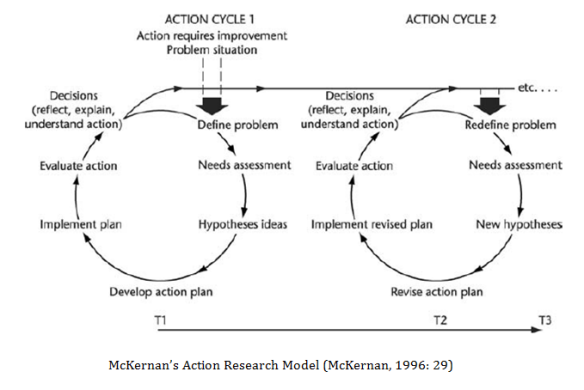 ACTION CYCLE 1
Action requires improvement
Problem situation
Decisions
(reflect, explain,
understand action)
Define problem
Evaluate action
Needs assessment
Implement plan
Hypotheses ideas
Develop action plan
ACTION CYCLE 2
etc. . . .
Decisions
(reflect, explain,
understand action)
Redefine problem
Evaluate action
Needs assessment
Implement revised plan
New hypotheses
Revise action plan
T1
T2
T3
McKernan's Action Research Model (McKernan, 1996: 29)